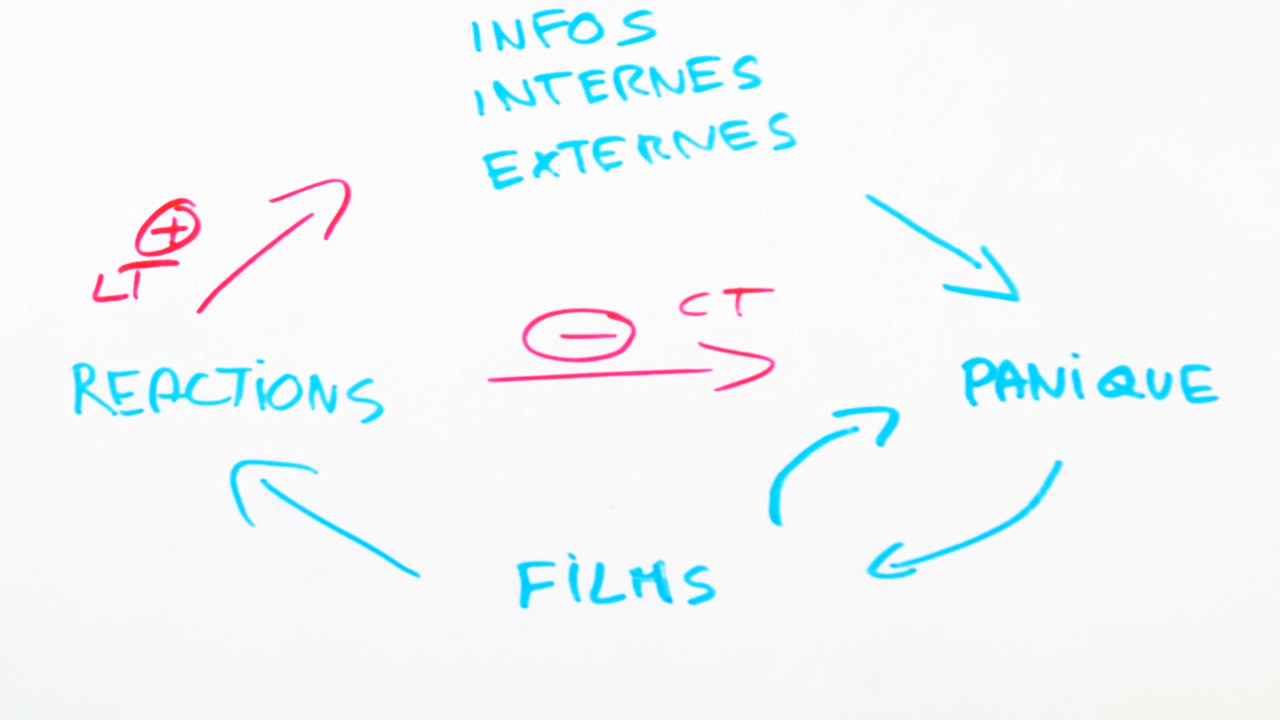 INFOS
INTERNES
EXTERNES
+
LT
CT
−
REACTIONS
PANiQUE
FiLMS